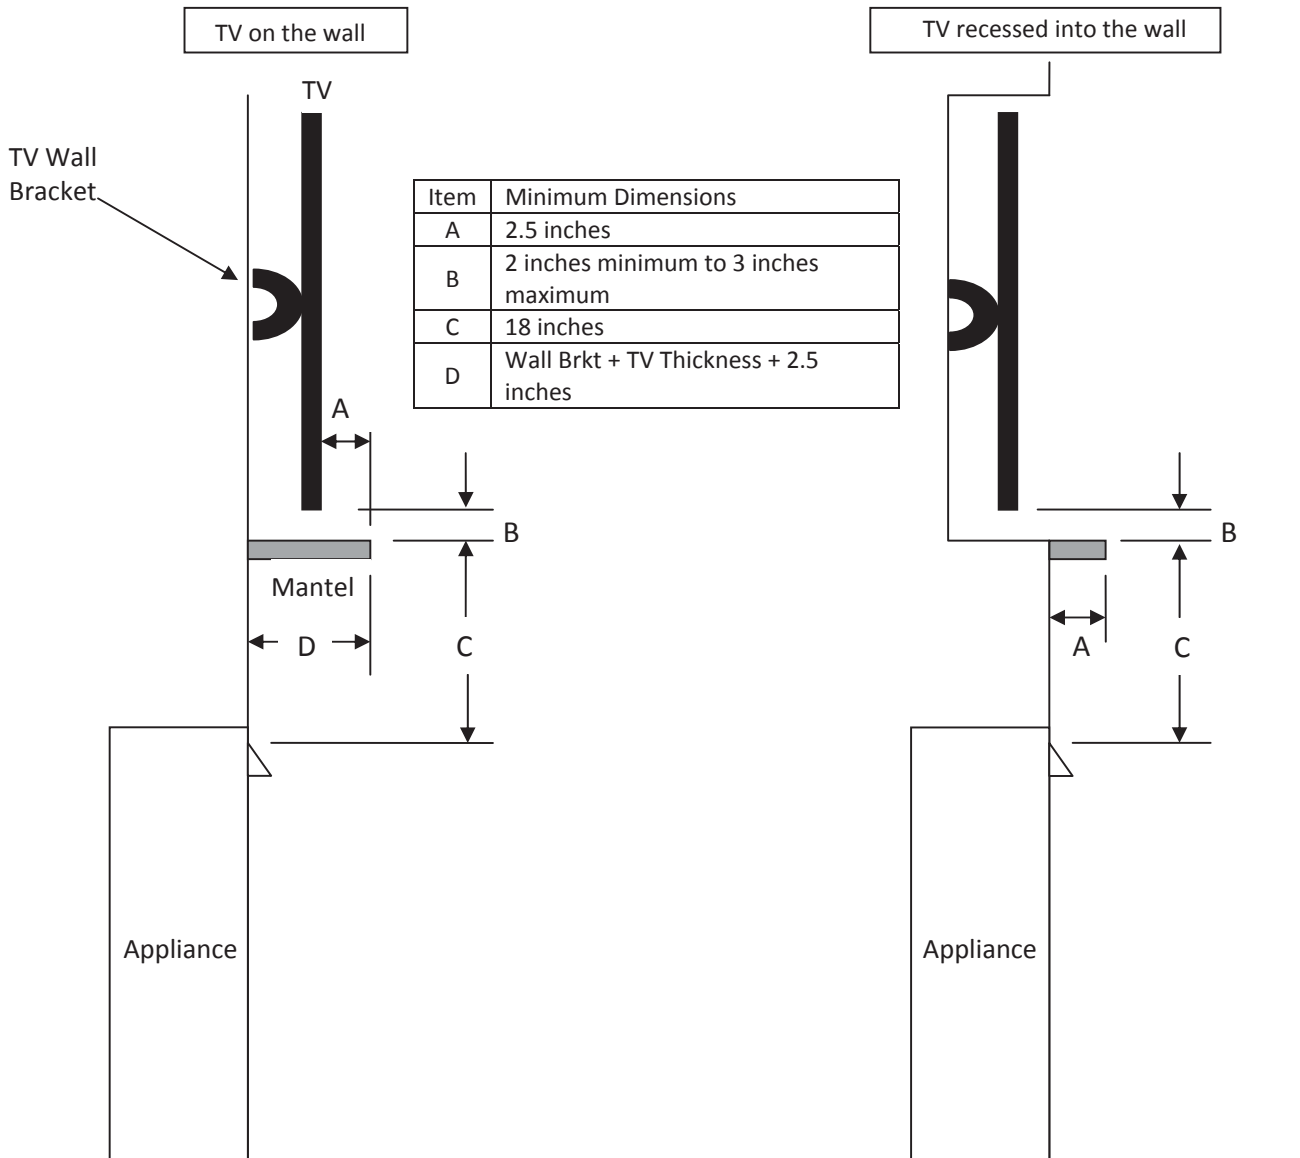 TV on the wall
TV recessed into the wall
TV
TV Wall
Bracket
Item Minimum Dimensions
A 2.5 inches
B 2 inches minimum to 3 inches
maximum
C 18 inches
D Wall Brkt + TV Thickness + 2.5
inches
A
B
Mantel
D
C
Appliance
B
A
C
Appliance